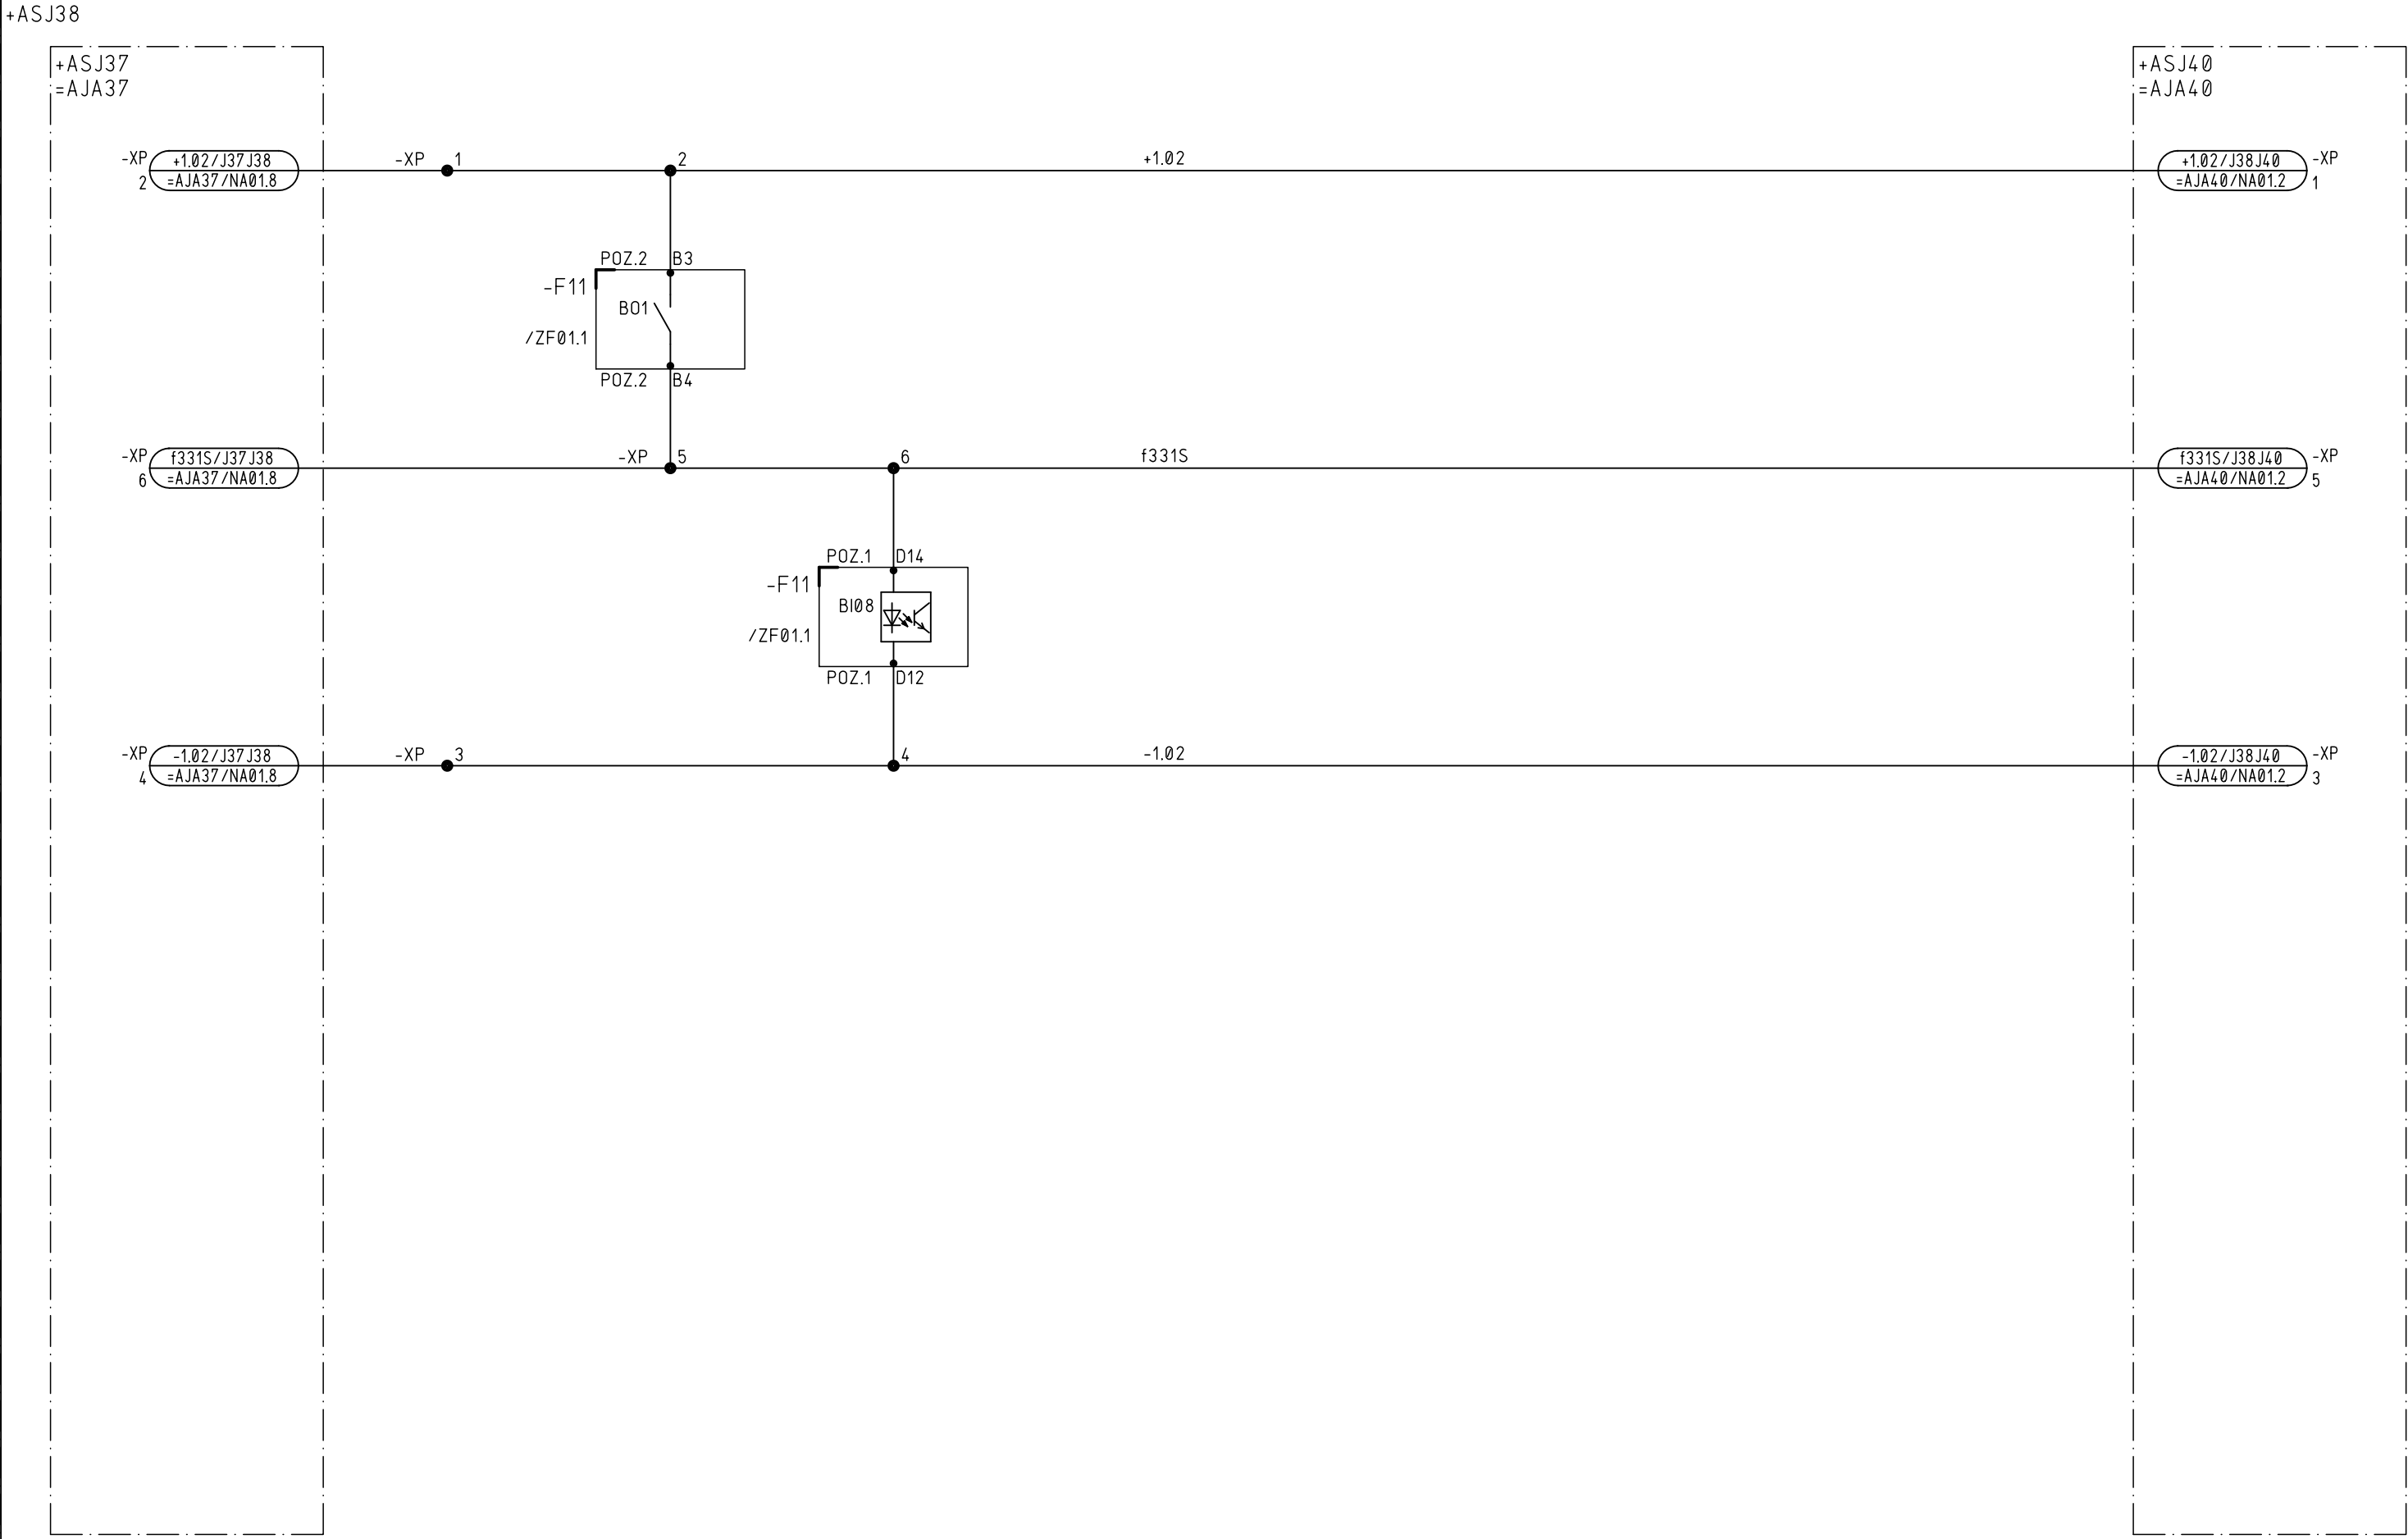 +ASJ38
+ASJ37
=AJA37
+ASJ40
=AJA40
-XP
2
+1.02/J37J38
=AJA37/NA01.8
-XP
1
2
+1.02
+1.02/J38J40
=AJA40/NA01.2
-XP
1
POZ.2
B3
-F11
BO1
/ZF01.1
POZ.2
B4
-XP
6
f331S/J37J38
=AJA37/NA01.8
-XP
5
6
f331S
f331S/J38J40
=AJA40/NA01.2
-XP
5
POZ.1
D14
-F11
BI08
/ZF01.1
POZ.1
D12
-XP
4
-1.02/J37J38
=AJA37/NA01.8
-XP
3
4
-1.02
-1.02/J38J40
=AJA40/NA01.2
-XP
3